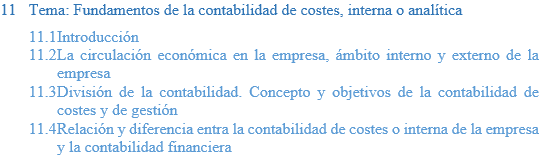 11 Tema: Fundamentos de la contabilidad de costes, interna o analítica
11.1Introducción
11.2La circulación económica en la empresa, ámbito interno y externo de la
empresa
11.3División de la contabilidad. Concepto y objetivos de la contabilidad de
costes y de gestión
11.4Relación y diferencia entra la contabilidad de costes o interna de la empresa
y la contabilidad financiera